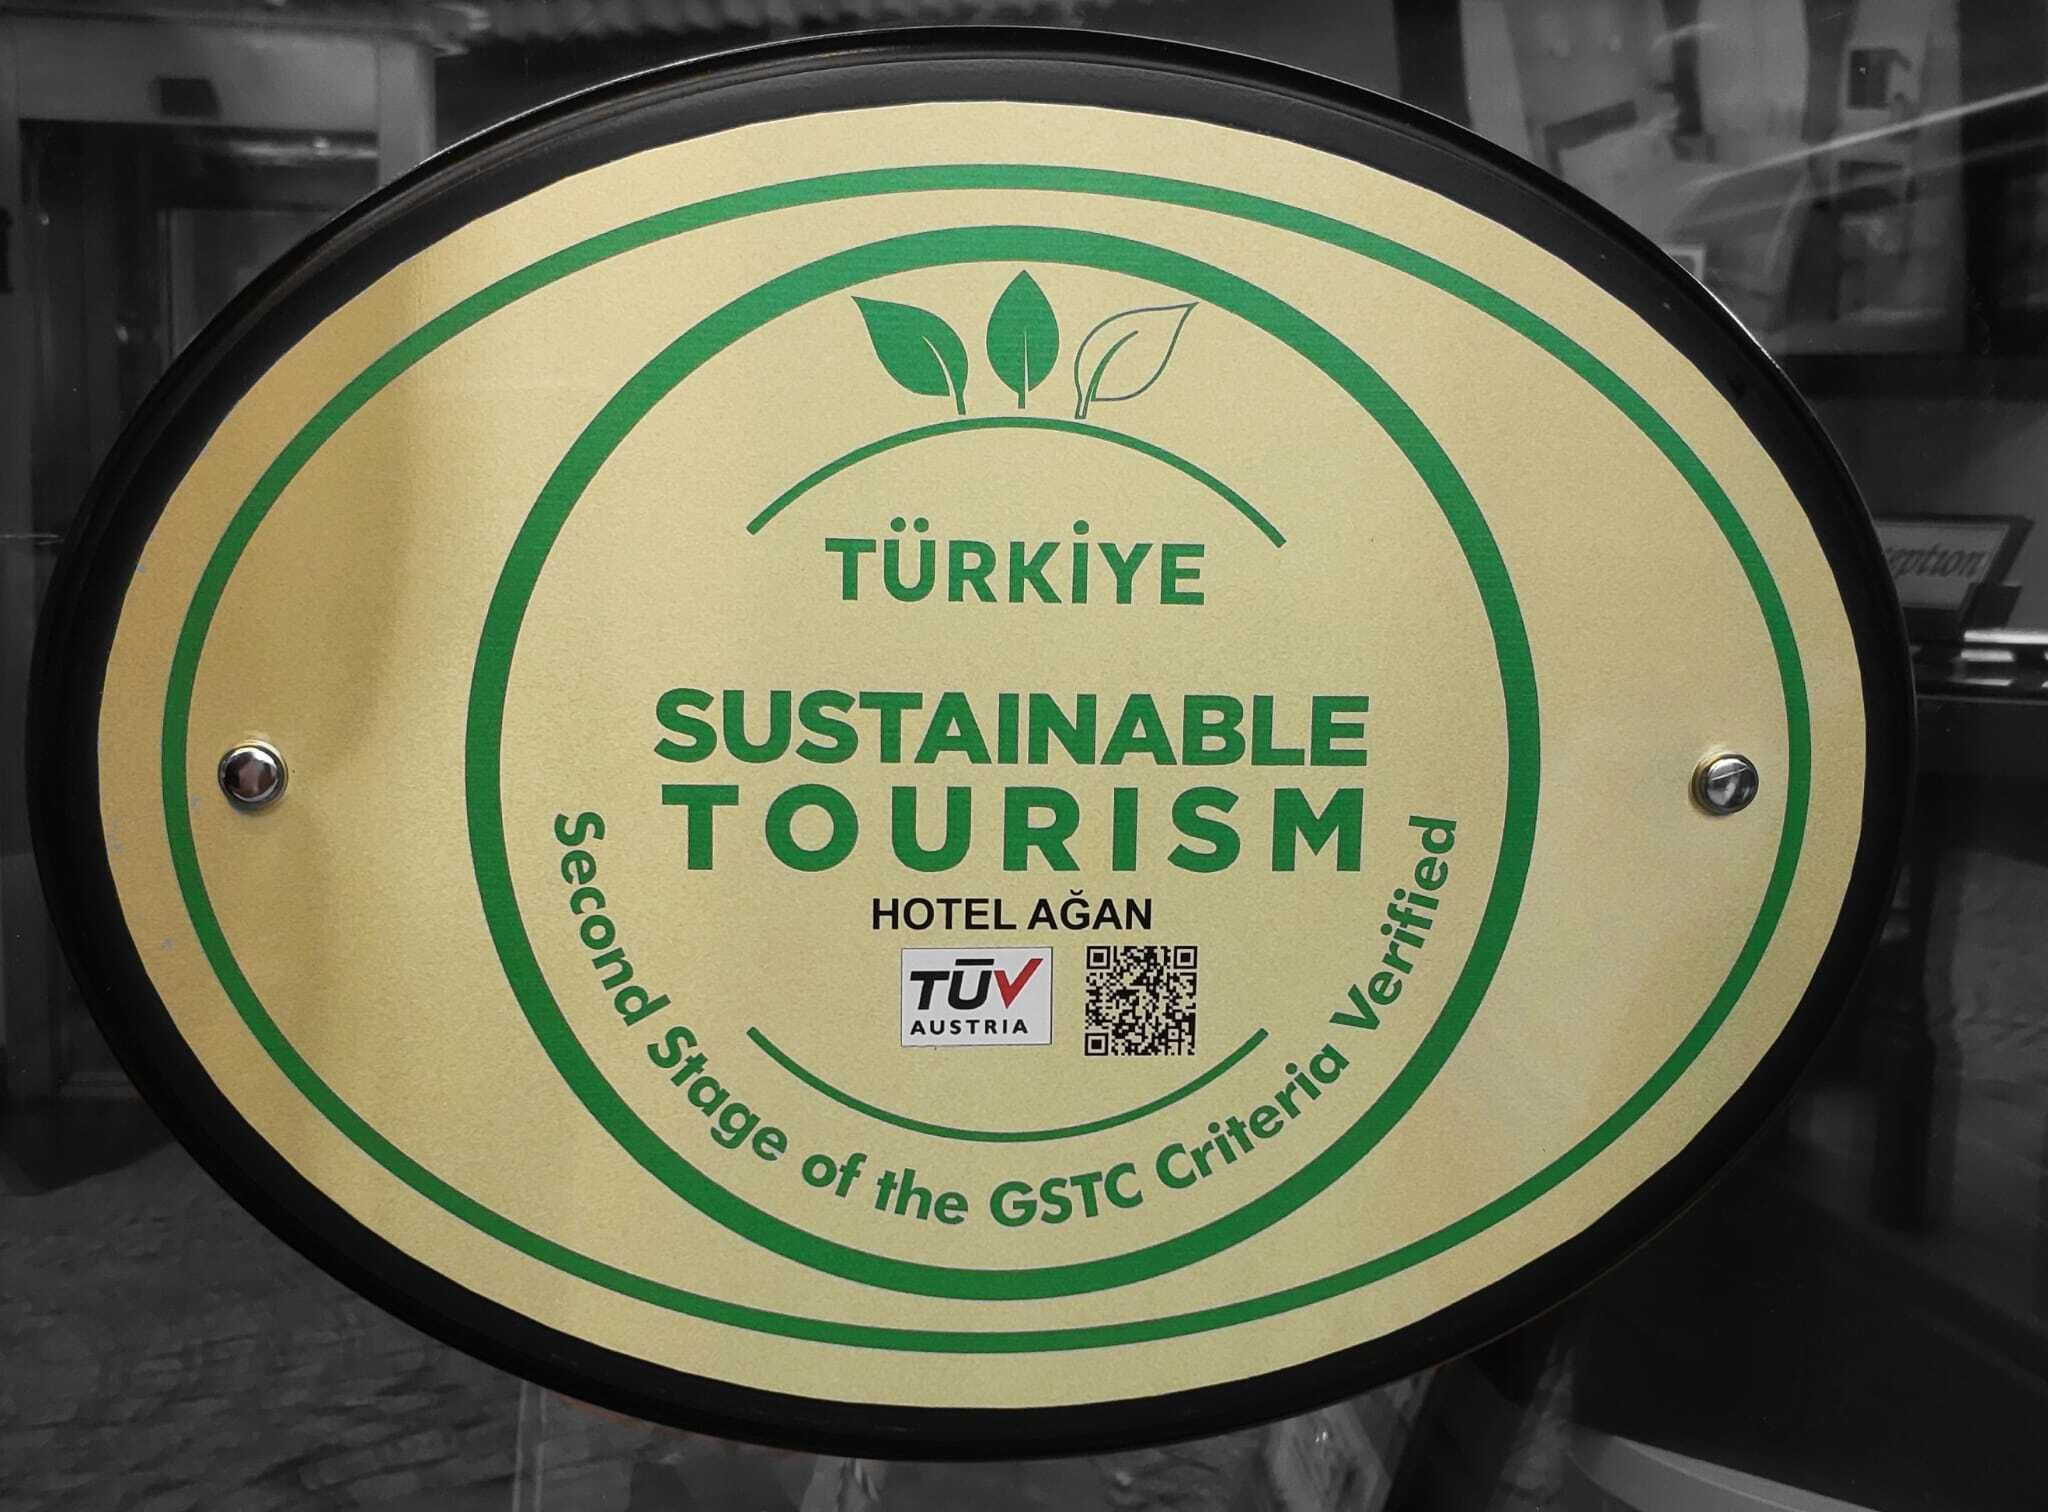 TÜRKİYE
SUSTAINABLE
TOURISM
HOTEL AĞAN
TÜV
AUSTRIA
Second Stage of the GSTC Criteria Verified